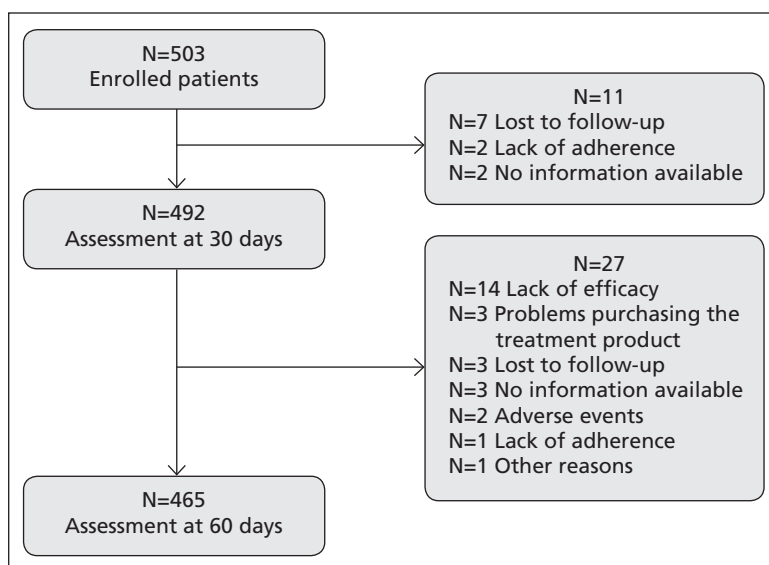 N=503
Enrolled patients
N=11
N=7 Lost to follow-up
N=2 Lack of adherence
N=2 No information available
N=492
Assessment at 30 days
N=27
N=14 Lack of efficacy
N=3 Problems purchasing the
treatment product
N=3 Lost to follow-up
N=3 No information available
N=2 Adverse events
N=1 Lack of adherence
N=1 Other reasons
N=465
Assessment at 60 days